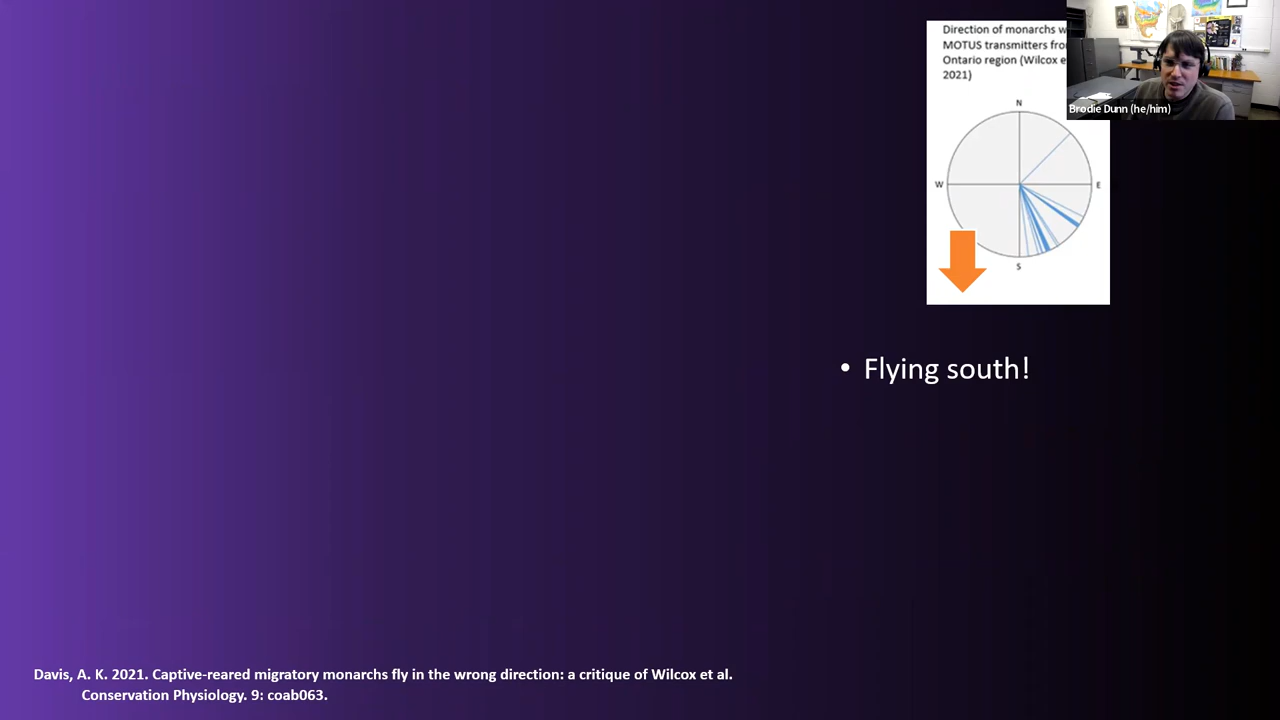 Direction of monarchs w
MOTUS transmitters fro
Ontario region (Wilcox e
2021)
Brodie Dunn (he/him)
N
W
E
S
• Flying south!
Davis, A. K. 2021. Captive-reared migratory monarchs fly in the wrong direction: a critique of Wilcox et al.
Conservation Physiology. 9: coab063.